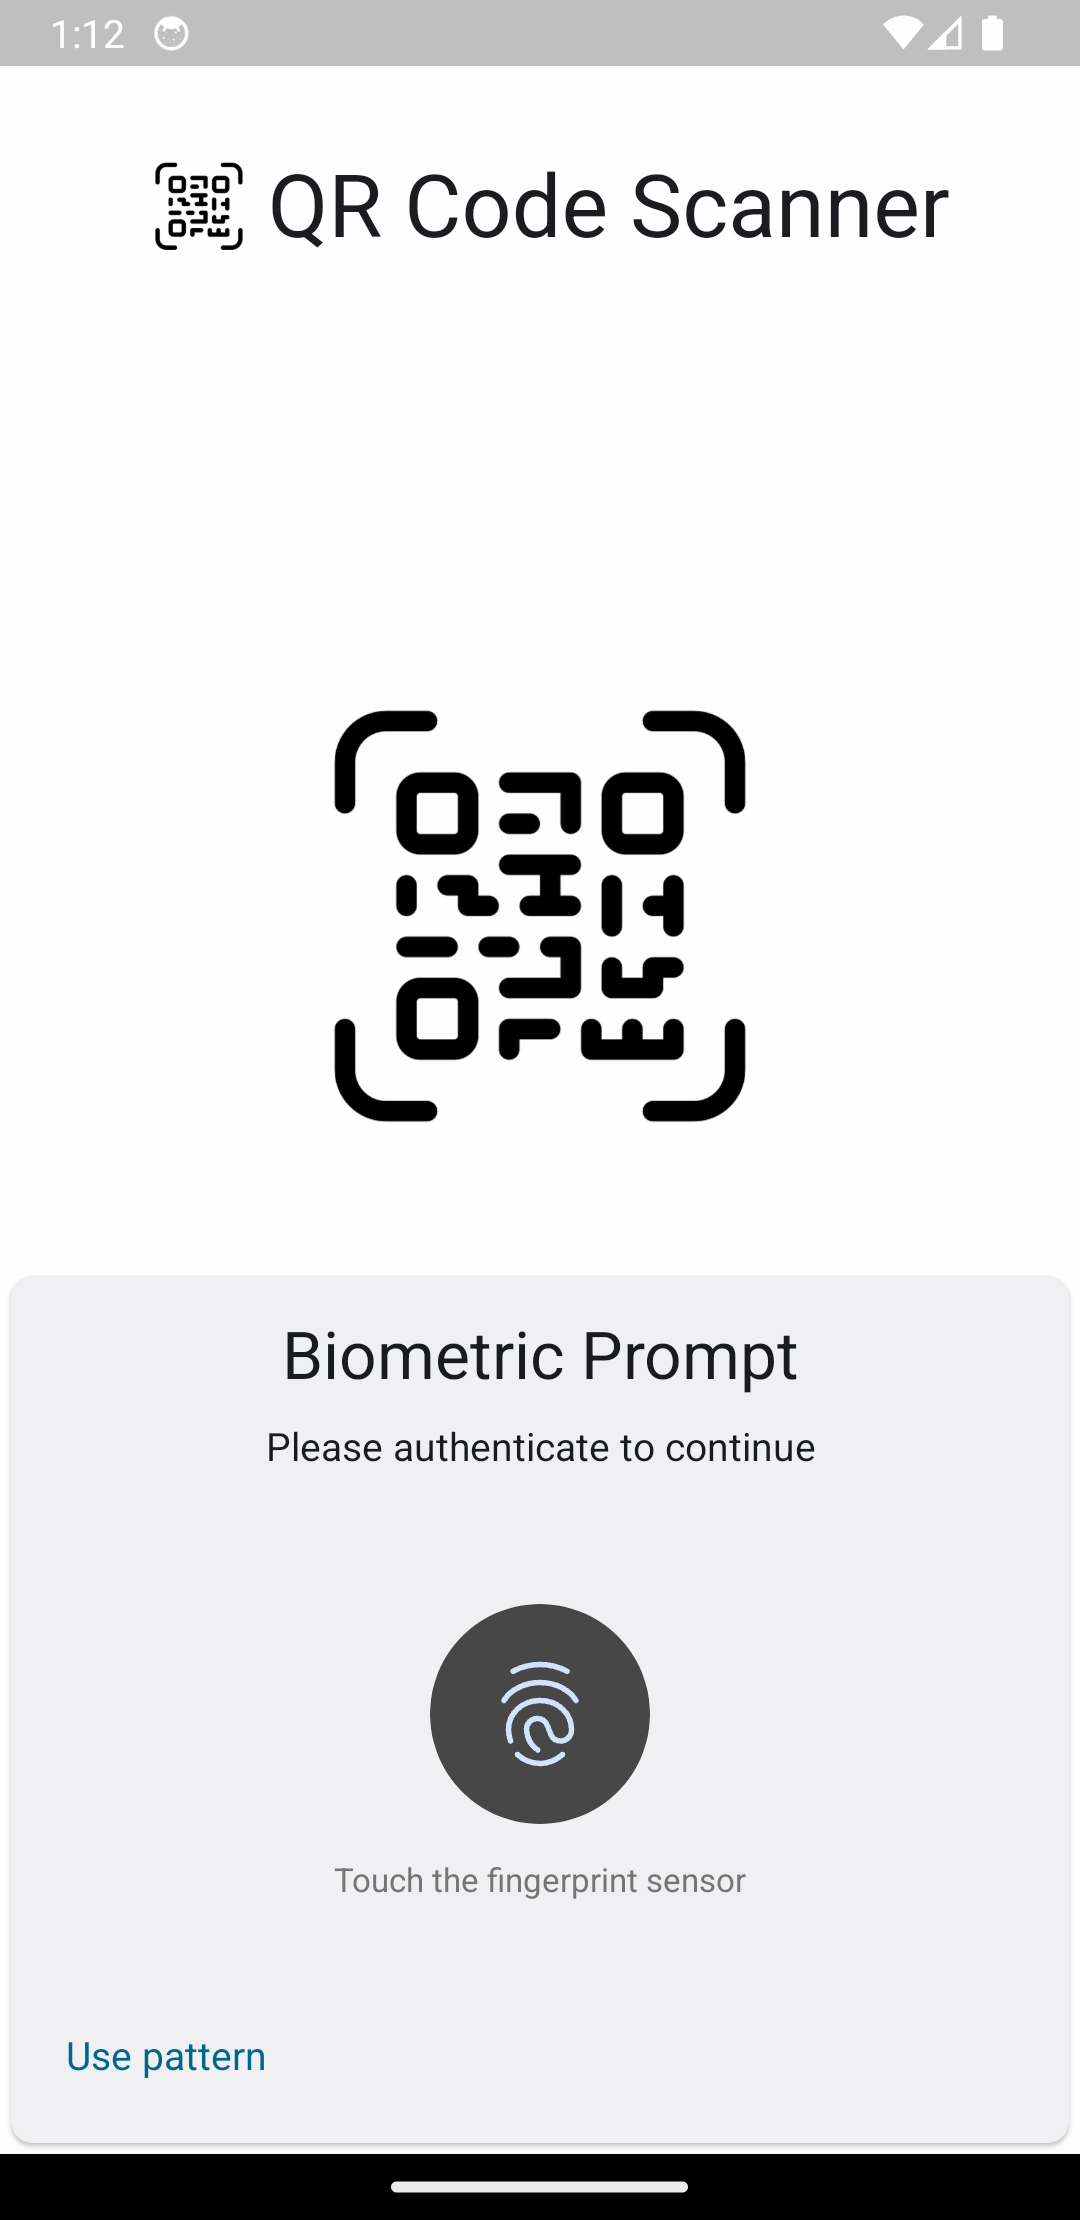 1:12
QR Code Scanner
Biometric Prompt
Please authenticate to continue
Touch the fingerprint sensor
Use pattern